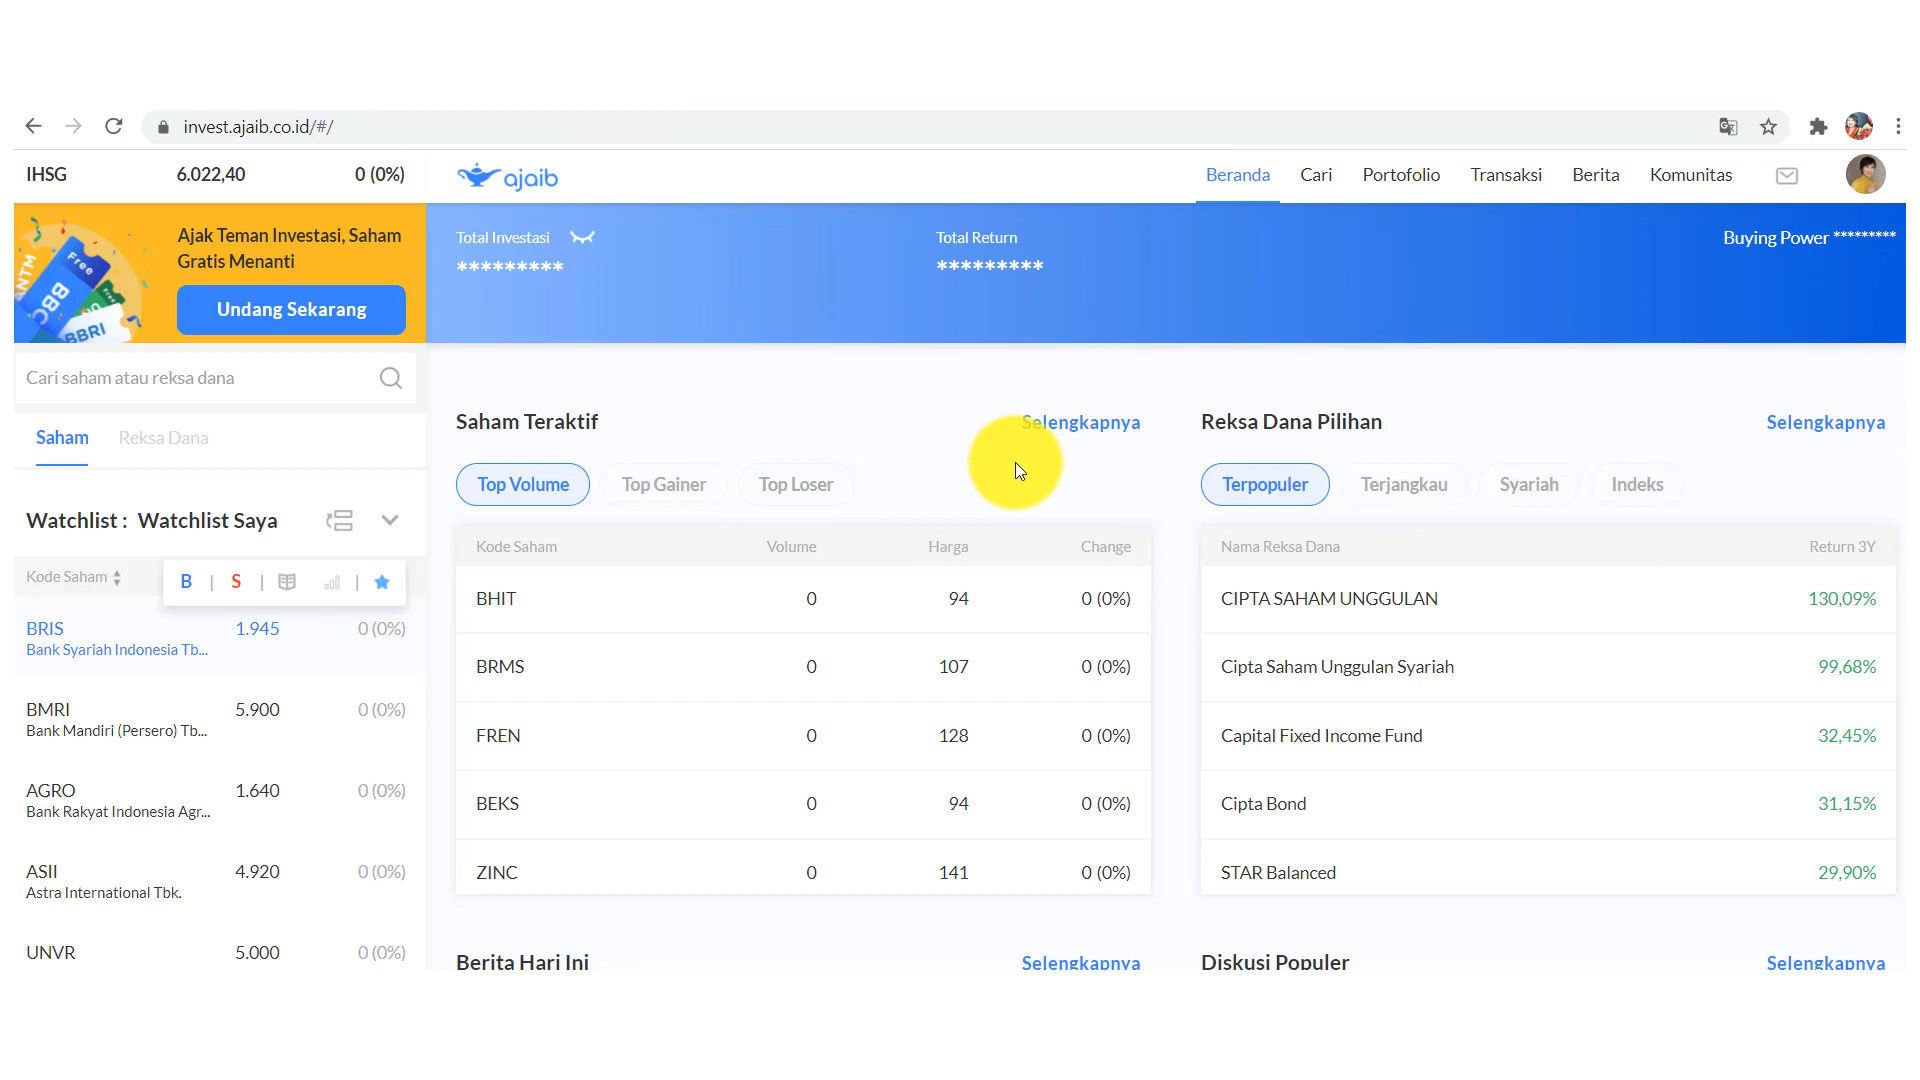 invest.ajaib.co.id/#/
IHSG 6.022,40 0 (0%)
ajaib
Beranda Cari Portofolio Transaksi Berita Komunitas
ANTM Free BBC Free BBRI
Ajak Teman Investasi, Saham
Gratis Menanti
Undang Sekarang
Total Investasi
*********
Total Return
*********
Buying Power *********
Cari saham atau reksa dana
Saham Reksa Dana
Watchlist : Watchlist Saya
Kode Saham
B | S | |
BRIS 1.945 0 (0%)
Bank Syariah Indonesia Tb...
BMRI 5.900 0 (0%)
Bank Mandiri (Persero) Tb...
AGRO 1.640 0 (0%)
Bank Rakyat Indonesia Agr...
ASII 4.920 0 (0%)
Astra International Tbk.
UNVR 5.000 0 (0%)
Saham Teraktif Selengkapnya
Top Volume Top Gainer Top Loser
Kode Saham Volume Harga Change
BHIT 0 94 0 (0%)
BRMS 0 107 0 (0%)
FREN 0 128 0 (0%)
BEKS 0 94 0 (0%)
ZINC 0 141 0 (0%)
Reksa Dana Pilihan Selengkapnya
Terpopuler Terjangkau Syariah Indeks
Nama Reksa Dana Return 3Y
CIPTA SAHAM UNGGULAN 130,09%
Cipta Saham Unggulan Syariah 99,68%
Capital Fixed Income Fund 32,45%
Cipta Bond 31,15%
STAR Balanced 29,90%
Berita Hari Ini Selengkapnya
Diskusi Populer Selengkapnya